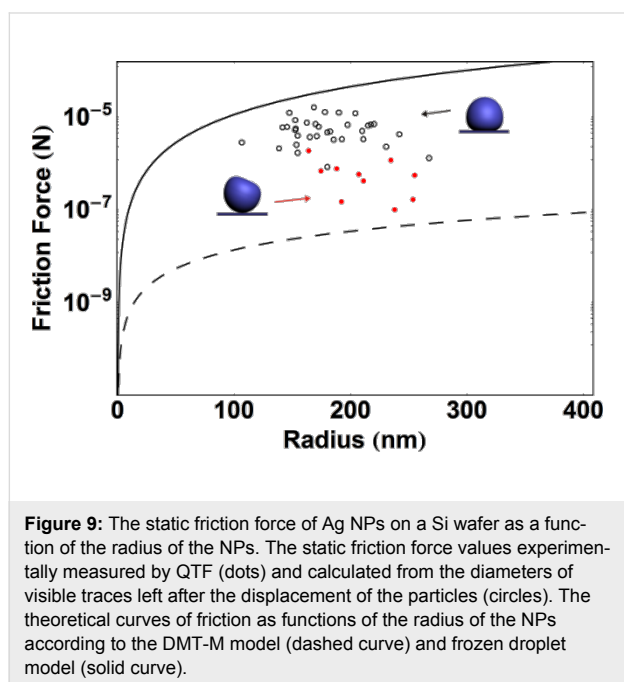 10⁻⁵
10⁻⁷
10⁻⁹
Friction Force (N)
0
100
200
300
400
Radius (nm)
Figure 9: The static friction force of Ag NPs on a Si wafer as a func-
tion of the radius of the NPs. The static friction force values experimen-
tally measured by QTF (dots) and calculated from the diameters of
visible traces left after the displacement of the particles (circles). The
theoretical curves of friction as functions of the radius of the NPs
according to the DMT-M model (dashed curve) and frozen droplet
model (solid curve).